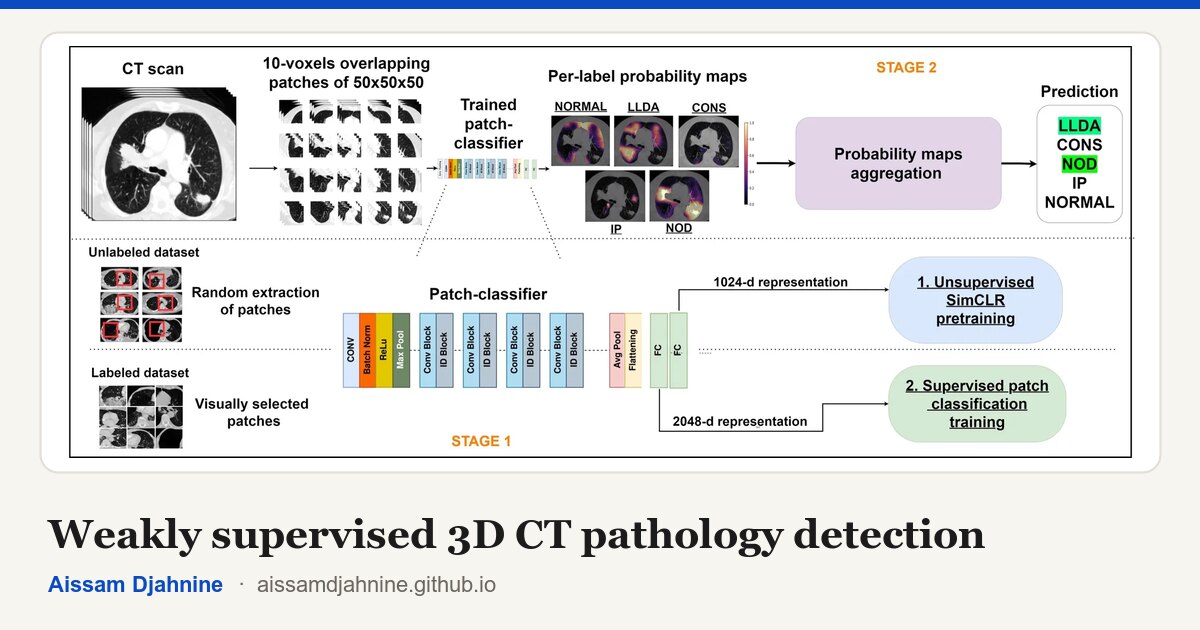 CT scan
10-voxels overlapping
patches of 50x50x50
Trained
patch-
classifier
Per-label probability maps
NORMAL
LLDA
CONS
IP
NOD
Probability maps
aggregation
STAGE 2
Prediction
LLDA
CONS
NOD
IP
NORMAL
Unlabeled dataset
Random extraction
of patches
Labeled dataset
Visually selected
patches
Patch-classifier
CONV
Batch Norm
ReLu
Max Pool
Conv Block
ID Block
Conv Block
ID Block
Conv Block
ID Block
Conv Block
ID Block
Avg Pool
Flattening
FC
FC
1024-d representation
1. Unsupervised
SimCLR
pretraining
2048-d representation
2. Supervised patch
classification
training
STAGE 1
Weakly supervised 3D CT pathology detection
Aissam Djahnine · aissamdjahnine.github.io